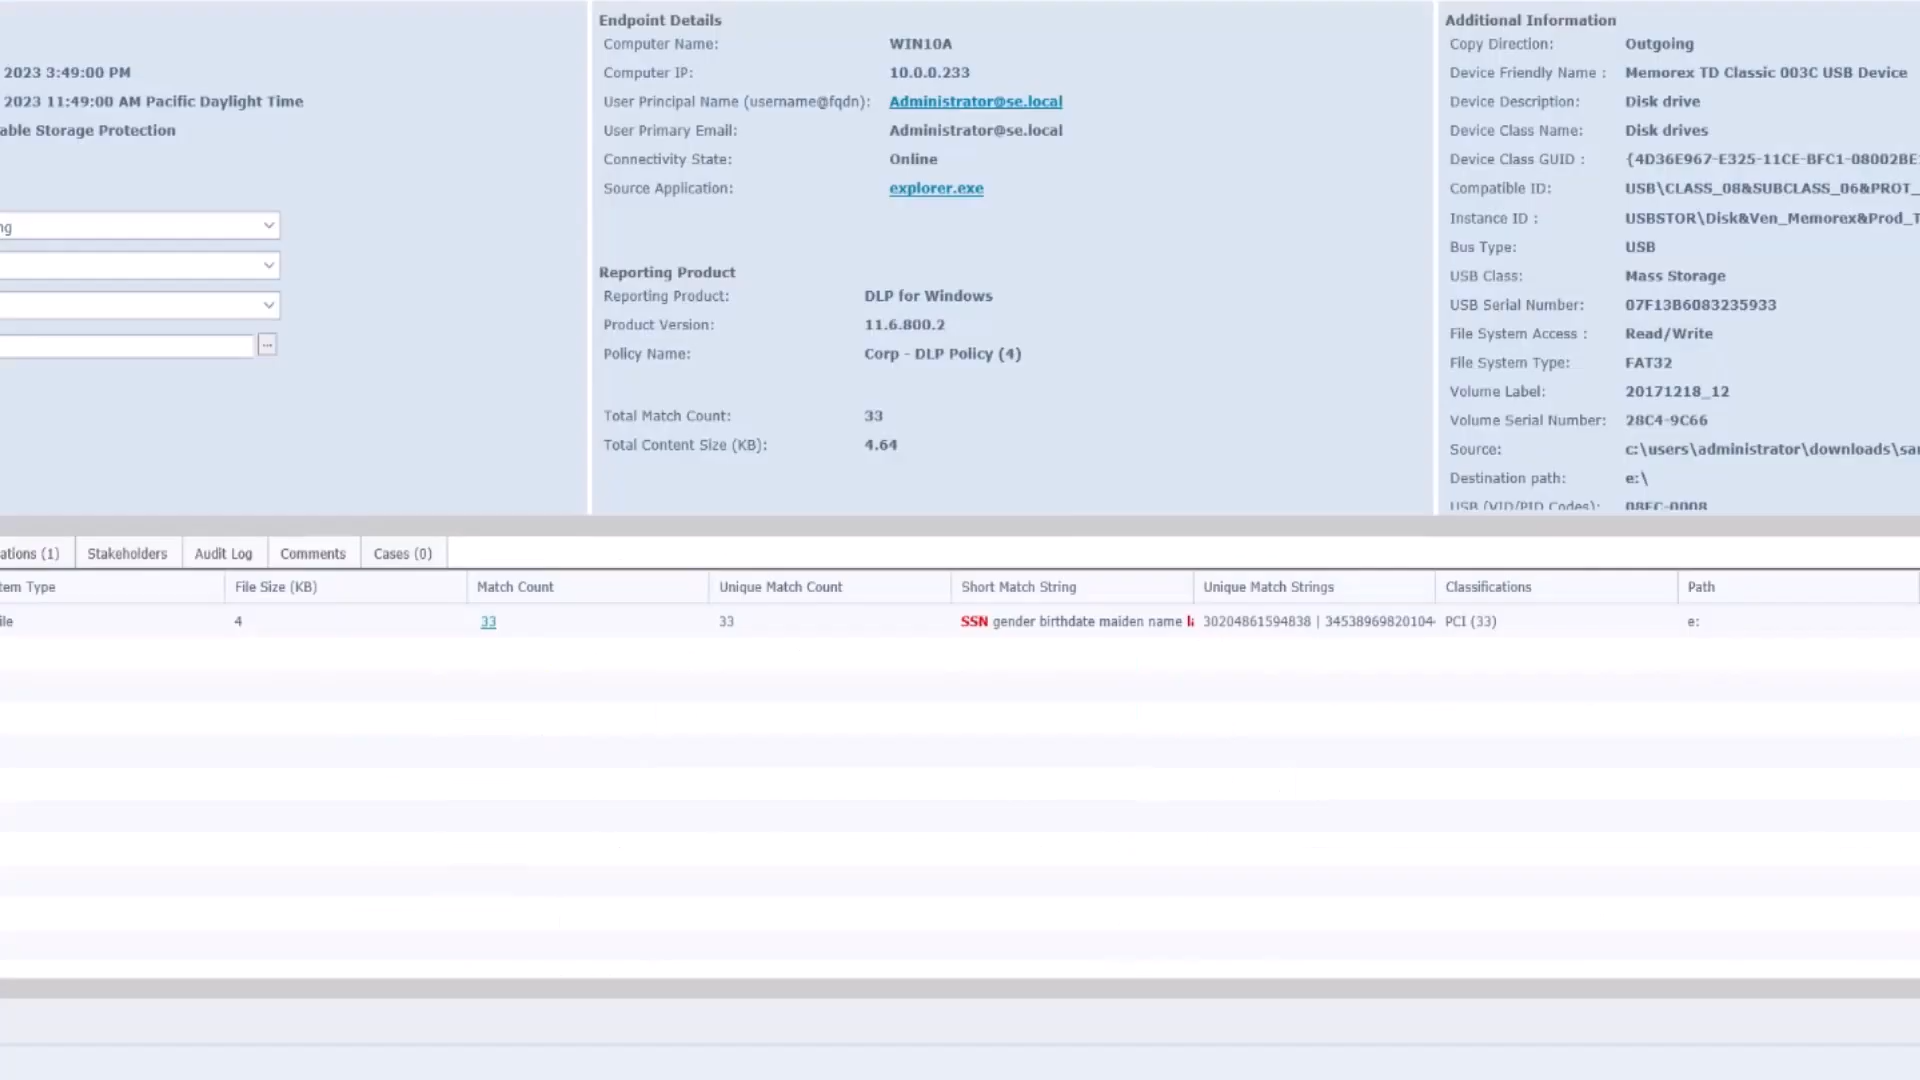 2023 3:49:00 PM
2023 11:49:00 AM Pacific Daylight Time
able Storage Protection
ng
...
Endpoint Details
Computer Name: WIN10A
Computer IP: 10.0.0.233
User Principal Name (username@fqdn): Administrator@se.local
User Primary Email: Administrator@se.local
Connectivity State: Online
Source Application: explorer.exe
Reporting Product
Reporting Product: DLP for Windows
Product Version: 11.6.800.2
Policy Name: Corp - DLP Policy (4)
Total Match Count: 33
Total Content Size (KB): 4.64
Additional Information
Copy Direction: Outgoing
Device Friendly Name : Memorex TD Classic 003C USB Device
Device Description: Disk drive
Device Class Name: Disk drives
Device Class GUID : {4D36E967-E325-11CE-BFC1-08002BE
Compatible ID: USB\CLASS_08&SUBCLASS_06&PROT_
Instance ID : USBSTOR\Disk&Ven_Memorex&Prod_T
Bus Type: USB
USB Class: Mass Storage
USB Serial Number: 07F13B6083235933
File System Access : Read/Write
File System Type: FAT32
Volume Label: 20171218_12
Volume Serial Number: 28C4-9C66
Source: c:\users\administrator\downloads\sa
Destination path: e:\
USB (VID/PID Codes): 08EC-0008
ations (1) Stakeholders Audit Log Comments Cases (0)
tem Type File Size (KB) Match Count Unique Match Count Short Match String Unique Match Strings Classifications Path
ile 4 33 33 SSN gender birthdate maiden name la 30204861594838 | 34538969820104 PCI (33) e: